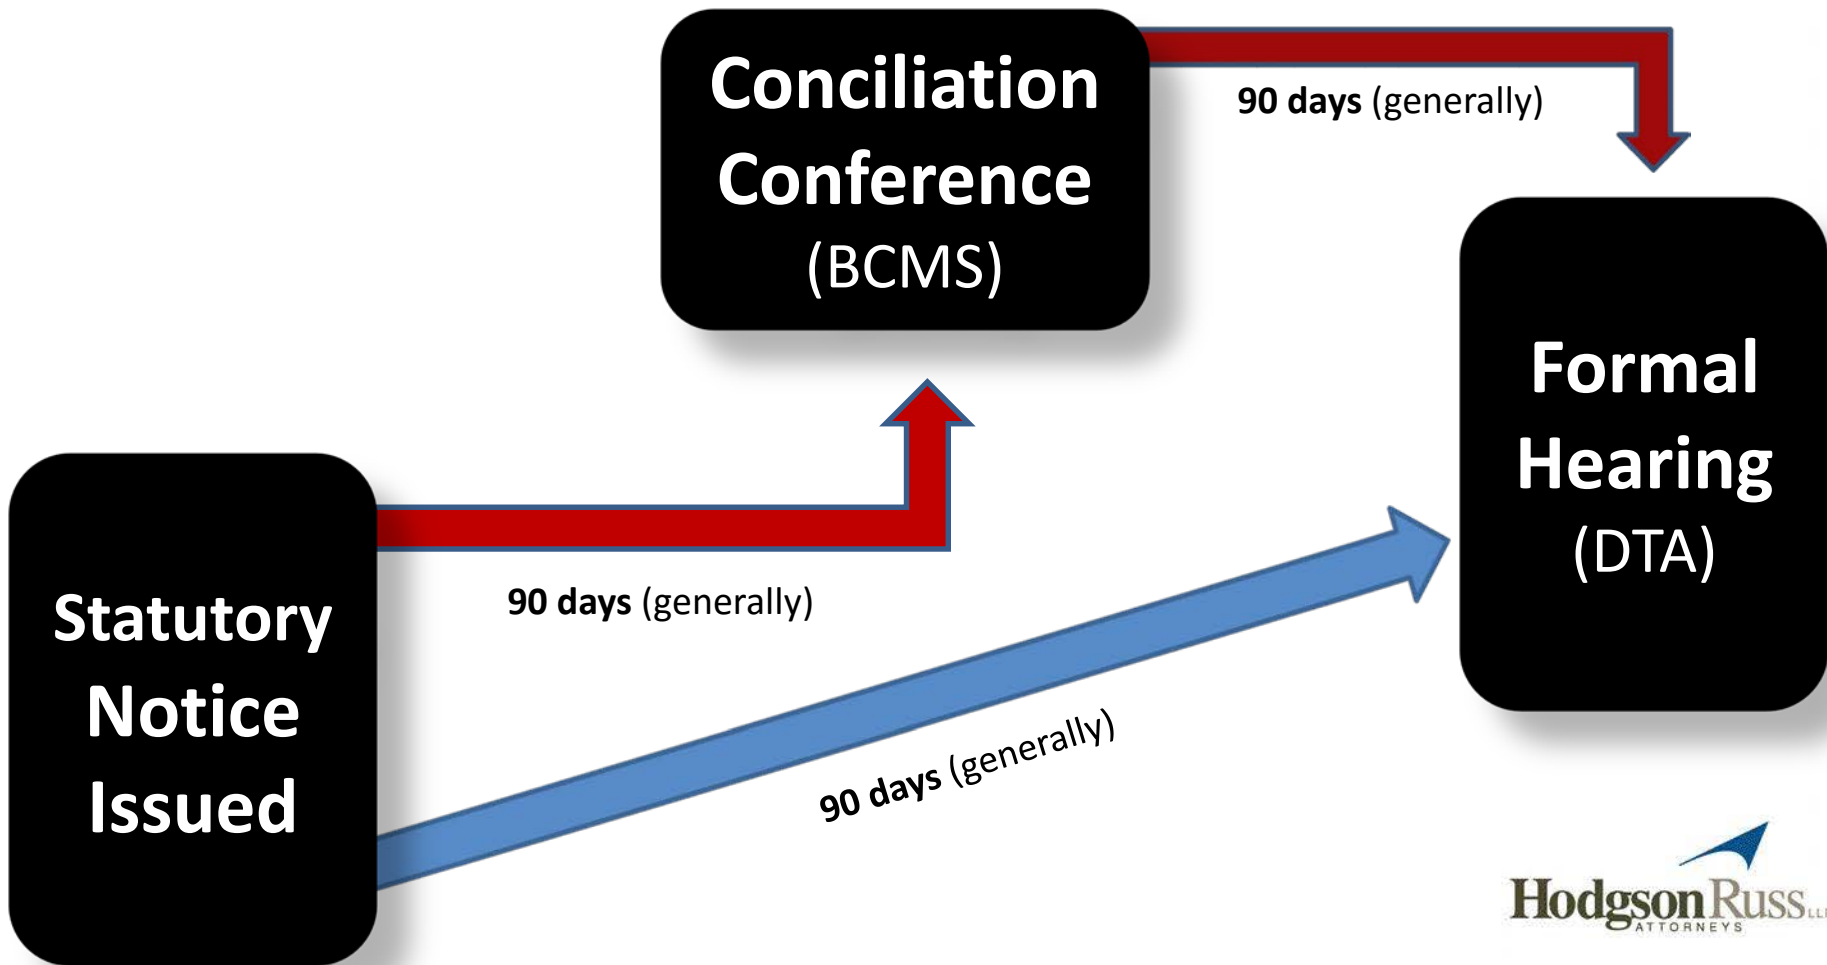 Conciliation
Conference
(BCMS)
90 days (generally)
Formal
Hearing
(DTA)
Statutory
Notice
Issued
90 days (generally)
90 days (generally)
HodgsonRuss LLP
ATTORNEYS